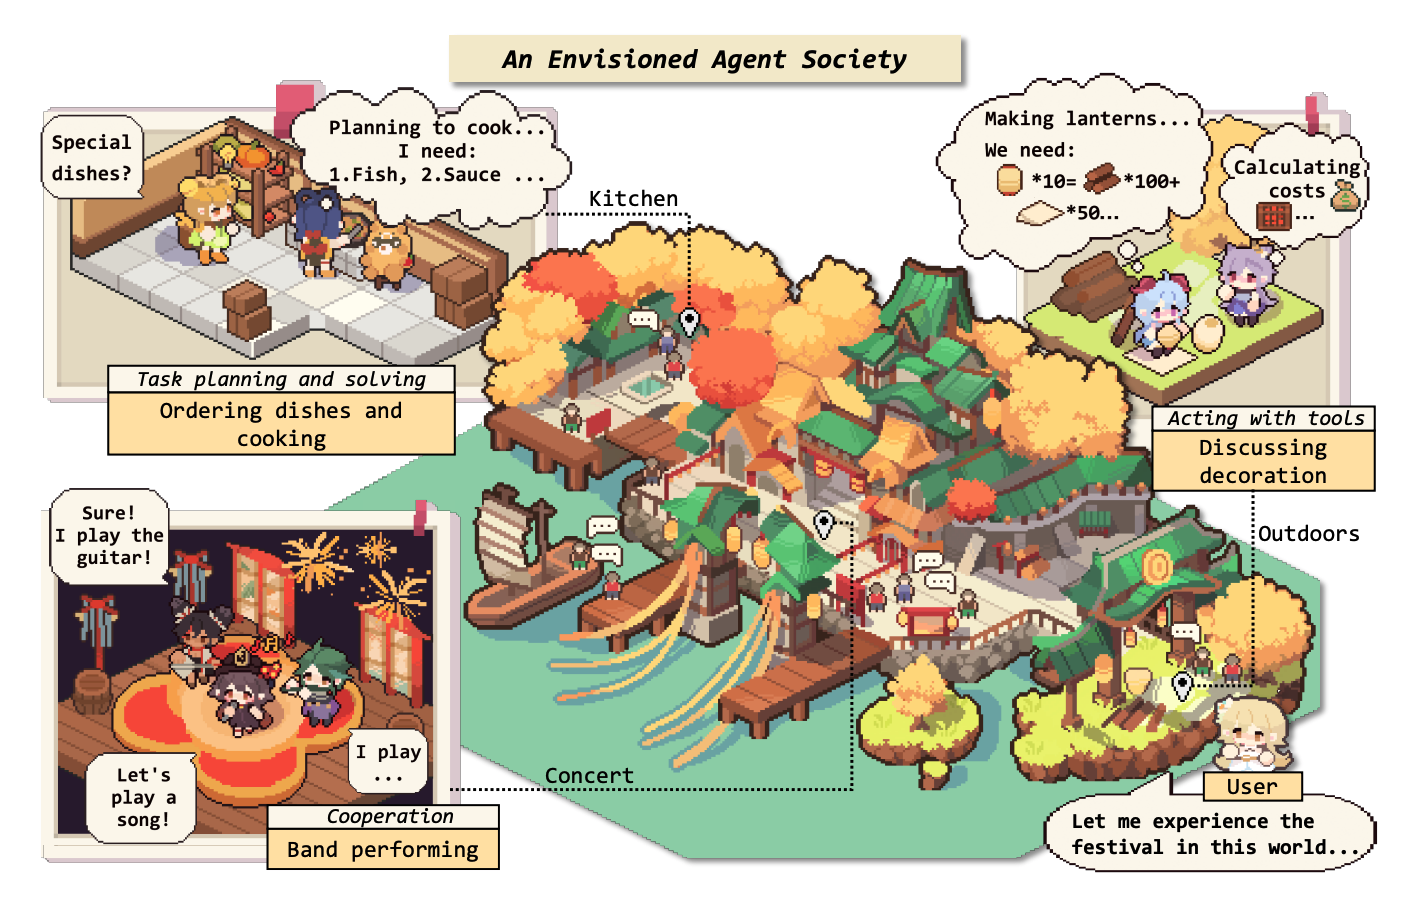 An Envisioned Agent Society
Special
dishes?
Planning to cook...
I need:
1.Fish, 2.Sauce ...
Kitchen
Task planning and solving
Ordering dishes and
cooking
Making lanterns...
We need:
*10= *100+
*50...
Calculating
costs
...
Acting with tools
Discussing
decoration
Outdoors
Sure!
I play the
guitar!
Let's
play a
song!
I play
...
Concert
Cooperation
Band performing
User
Let me experience the
festival in this world...